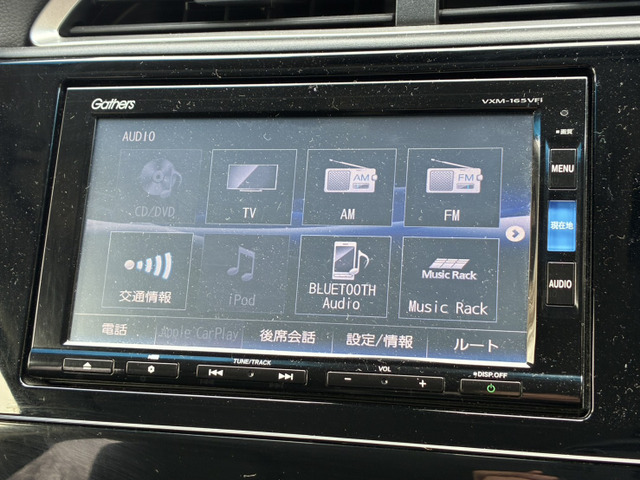 Gathers
VXM-165VFi
AUDIO
画質
CD/DVD
TV
AM
AM
FM
FM
MENU
現在地
AUDIO
交通情報
iPod
BLUETOOTH
Audio
Music Rack
Music Rack
電話
Apple CarPlay
後席会話
設定/情報
ルート
TUNE/TRACK
VOL
DISP.OFF